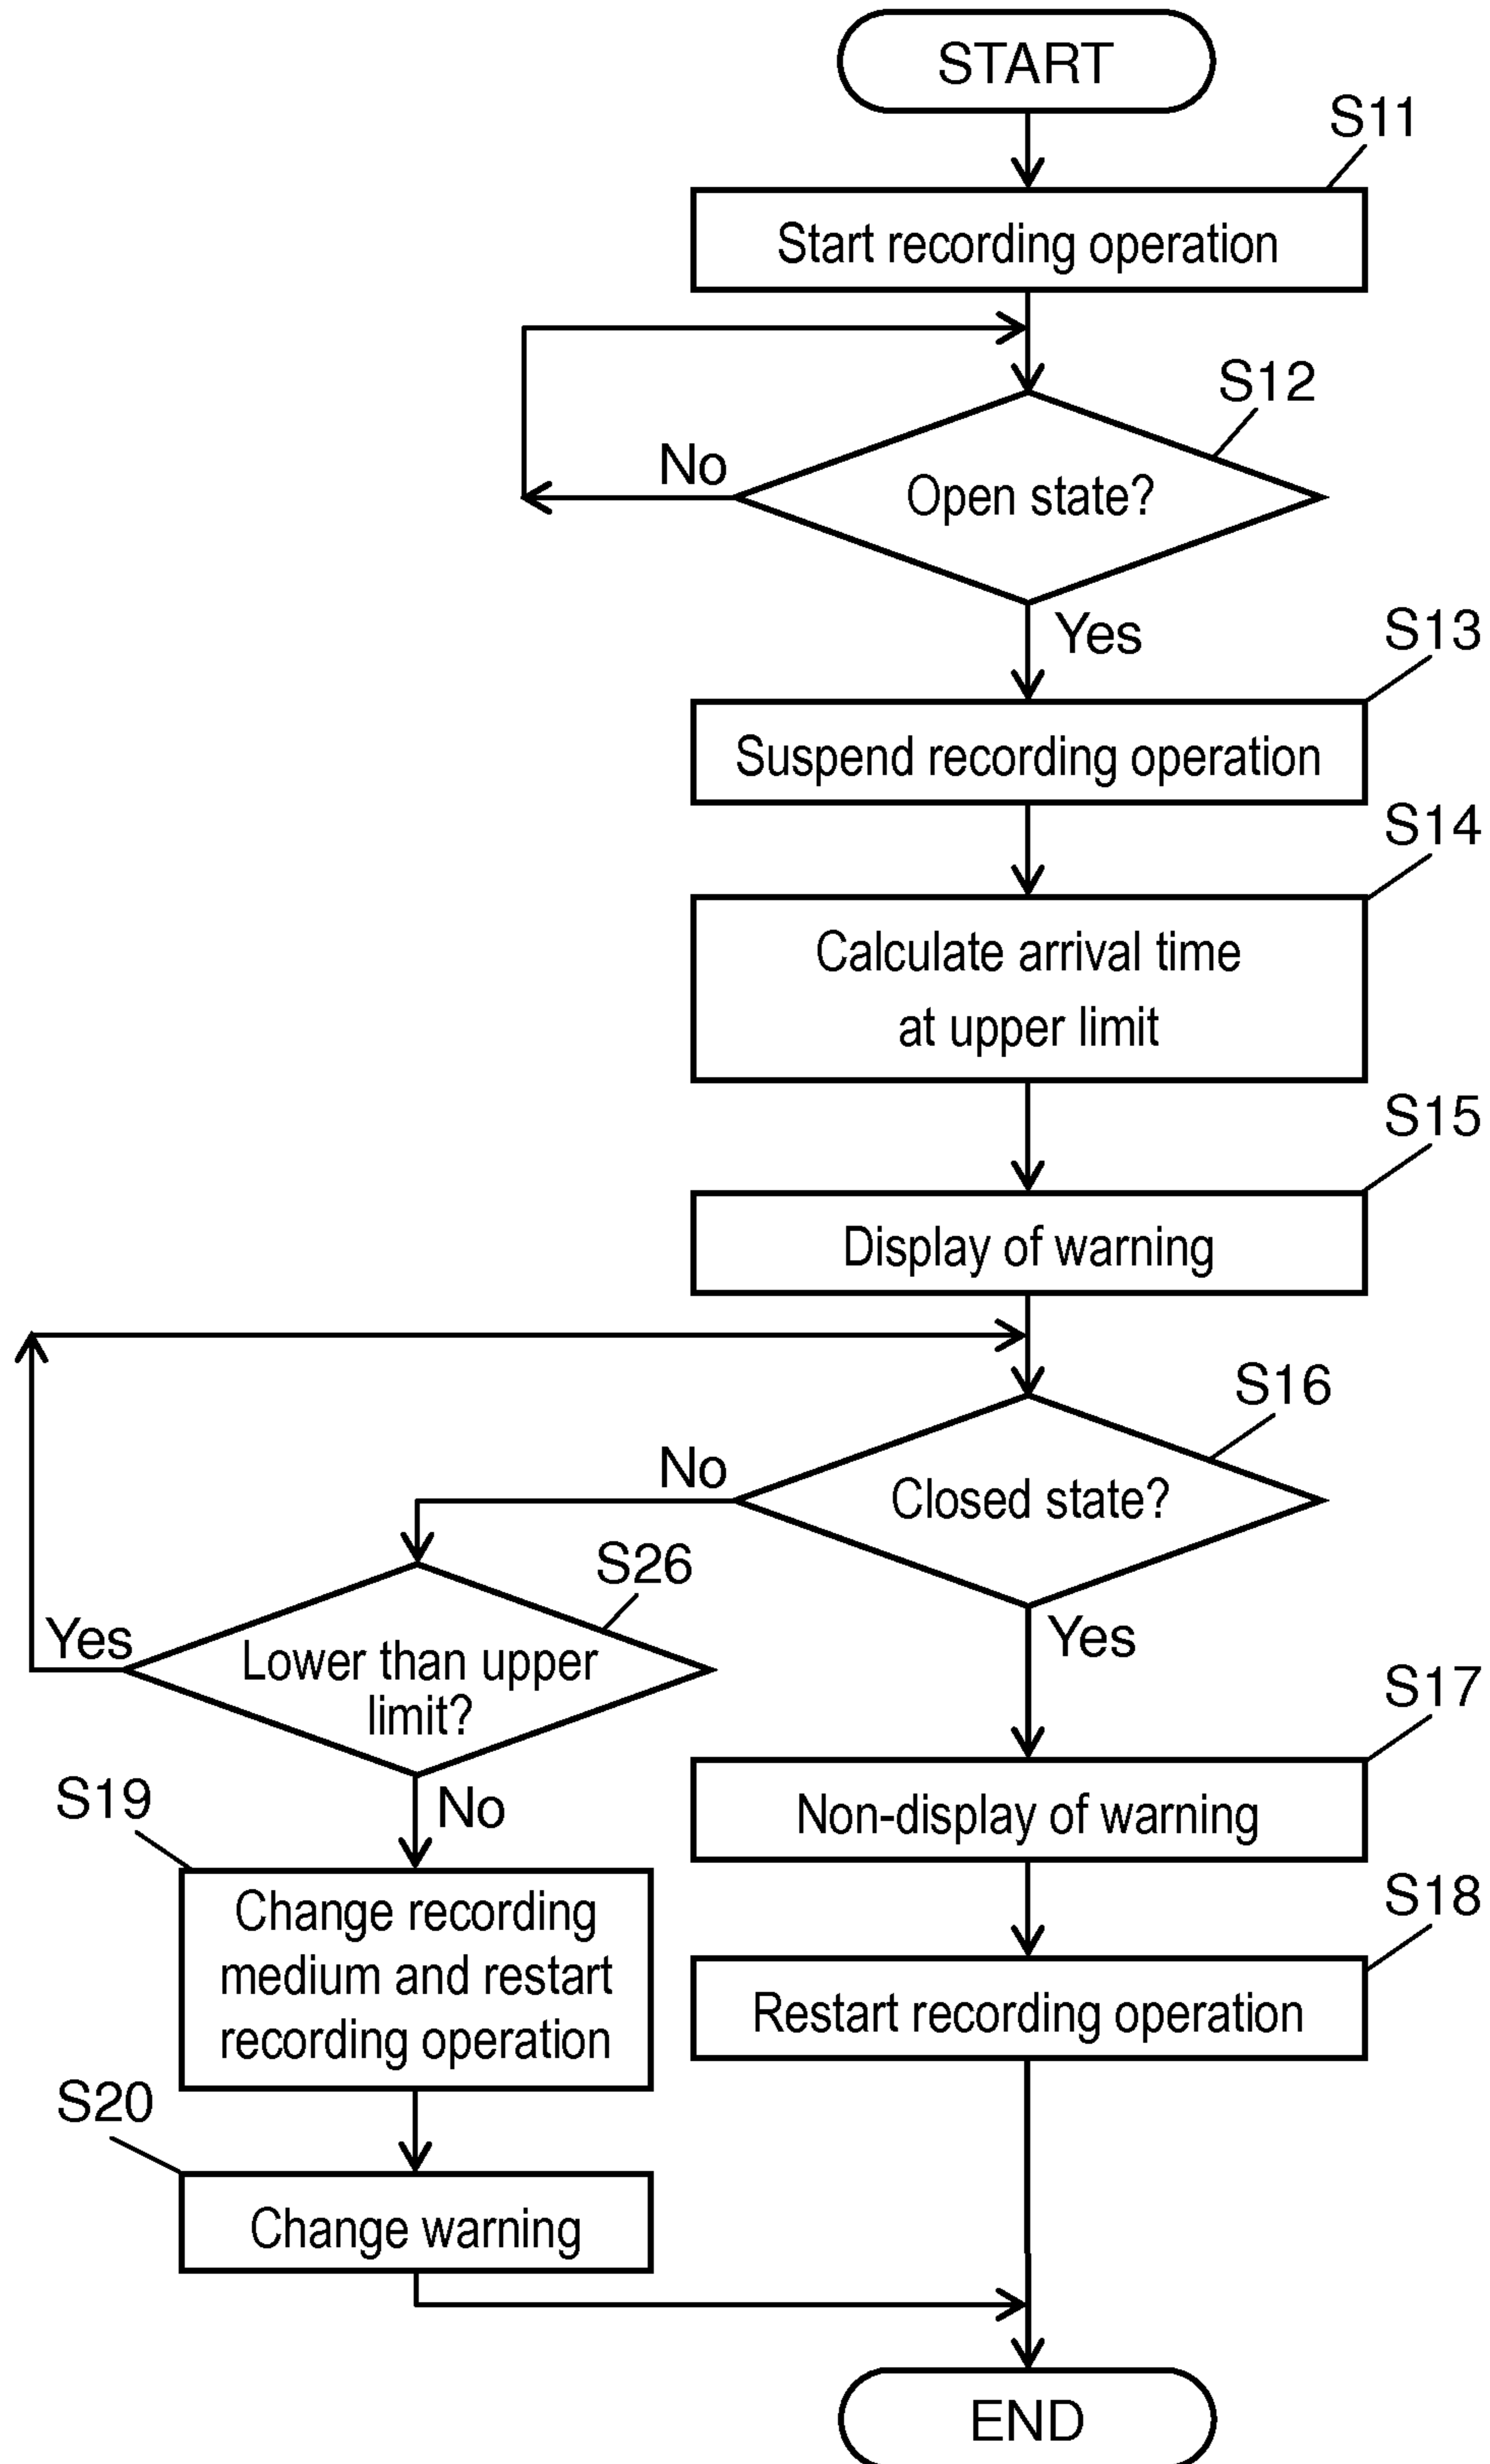 START
S11
Start recording operation
S12
No
Open state?
Yes
S13
Suspend recording operation
S14
Calculate arrival time
at upper limit
S15
Display of warning
S16
No
Closed state?
S26
Yes
Yes
Lower than upper
limit?
S17
S19
No
Non-display of warning
S18
Change recording
medium and restart
recording operation
Restart recording operation
S20
Change warning
END